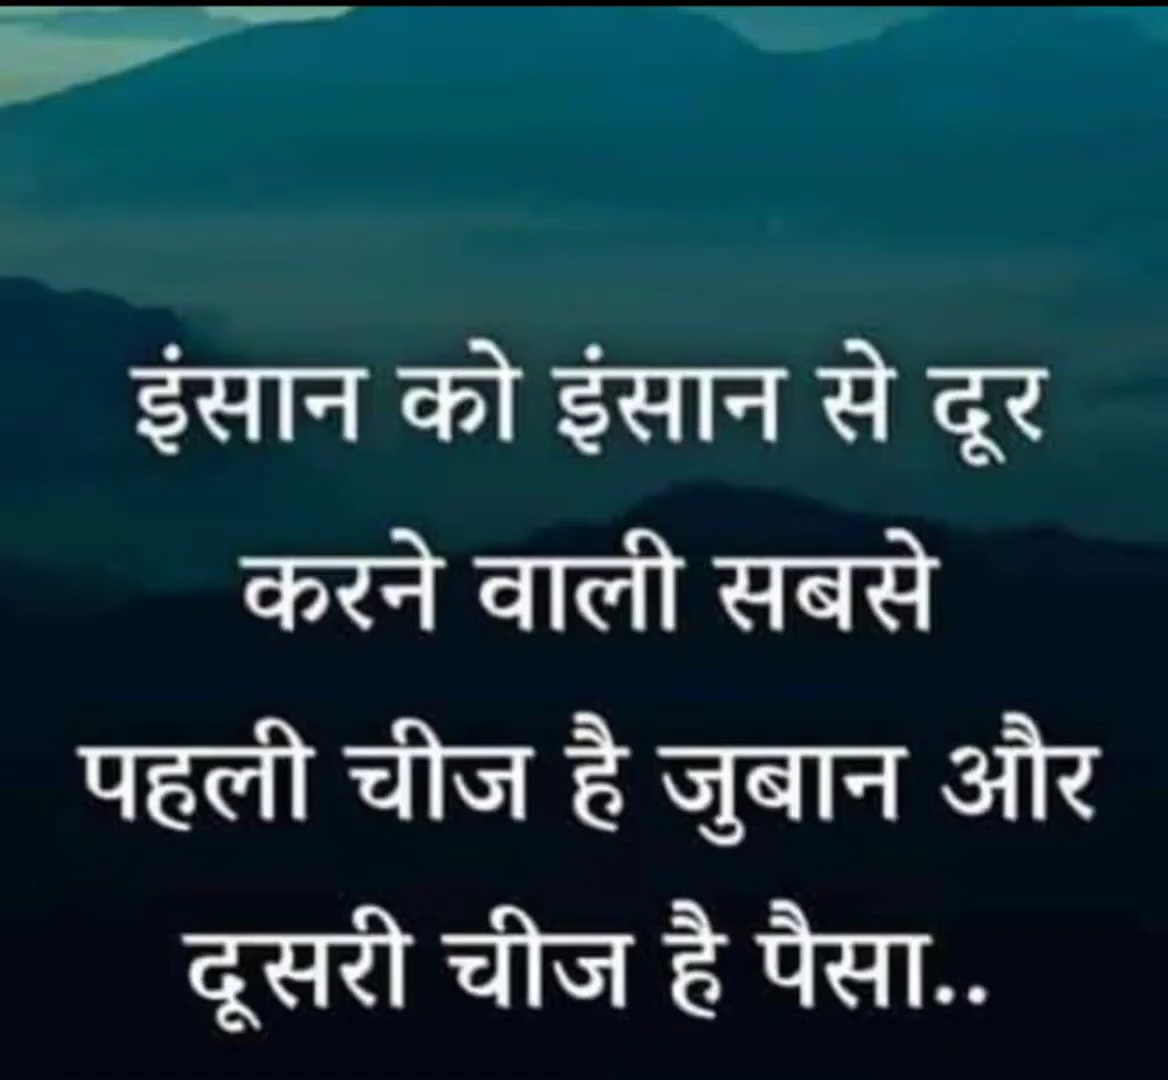 इंसान को इंसान से दूर
करने वाली सबसे
पहली चीज है जुबान और
दूसरी चीज है पैसा..